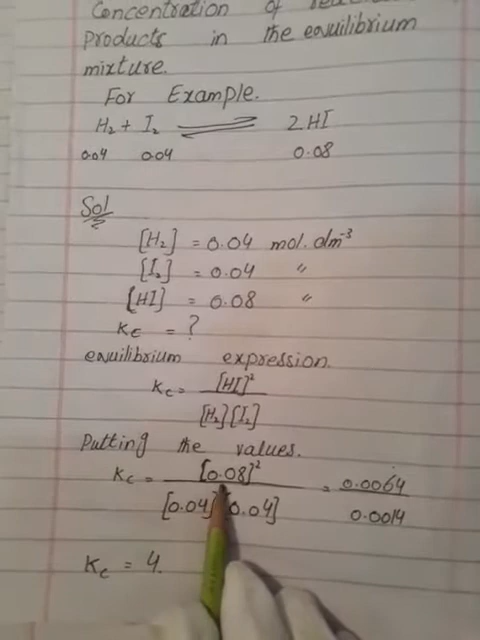 Concentration of
Products in the equilibrium
mixture.
For Example.
H₂ + I₂ ⇌ 2HI
0.04 0.04 0.08
Sol
[H₂] = 0.04 mol.dm⁻³
[I₂] = 0.04 "
[HI] = 0.08 "
Kc = ?
equilibrium expression.
Kc = [HI]² / [H₂][I₂]
Putting the values.
Kc = [0.08]² / [0.04][0.04] = 0.0064 / 0.0014
Kc = 4.